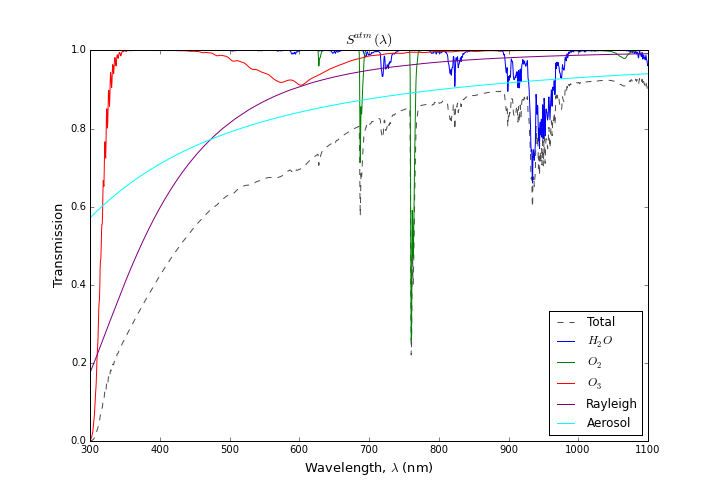 S^{atm}(λ)
1.0
0.8
0.6
0.4
0.2
0.0
Transmission
300 400 500 600 700 800 900 1000 1100
Wavelength, λ (nm)
Total
H_2O
O_2
O_3
Rayleigh
Aerosol